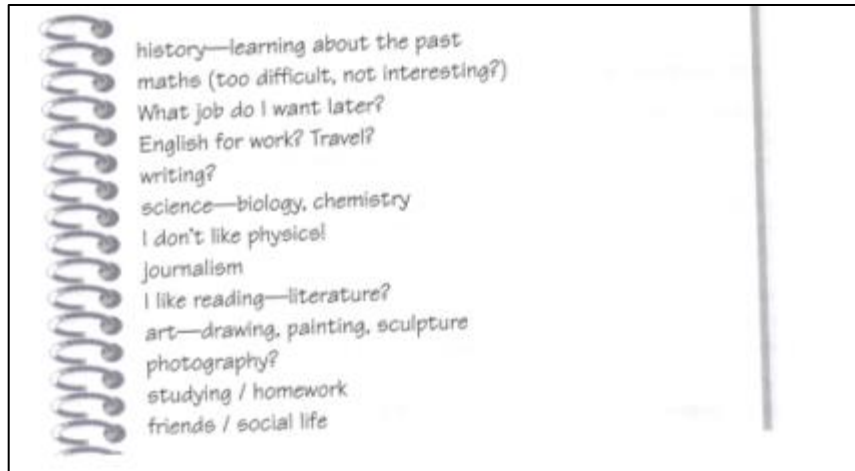 history—learning about the past
maths (too difficult, not interesting?)
What job do I want later?
English for work? Travel?
writing?
science—biology, chemistry
I don't like physics!
journalism
I like reading—literature?
art—drawing, painting, sculpture
photography?
studying / homework
friends / social life